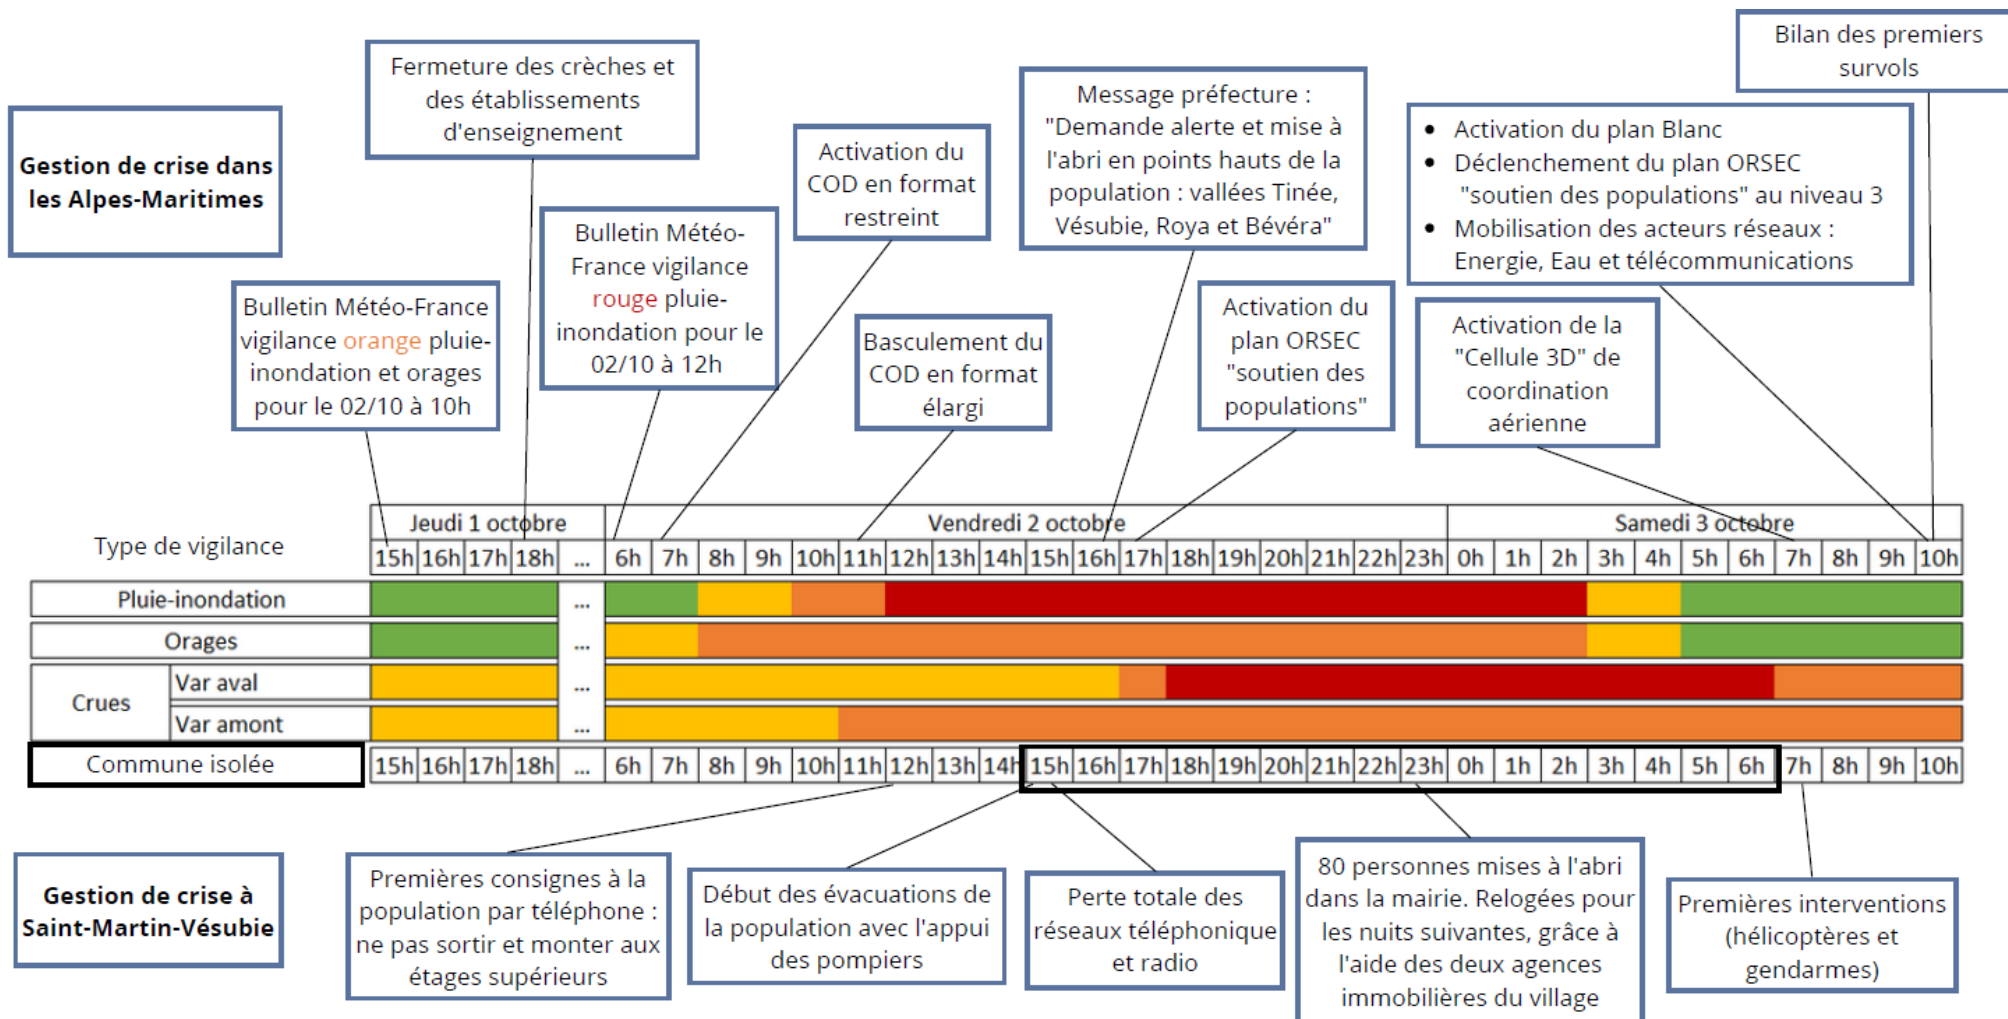 Gestion de crise dans
les Alpes-Maritimes
Bulletin Météo-France
vigilance orange pluie-
inondation et orages
pour le 02/10 à 10h
Fermeture des crèches et
des établissements
d'enseignement
Bulletin Météo-
France vigilance
rouge pluie-
inondation pour le
02/10 à 12h
Activation du
COD en format
restreint
Basculement du
COD en format
élargi
Message préfecture :
"Demande alerte et mise à
l'abri en points hauts de la
population : vallées Tinée,
Vésubie, Roya et Bévéra"
Activation du
plan ORSEC
"soutien des
populations"
Activation de la
"Cellule 3D" de
coordination
aérienne
• Activation du plan Blanc
• Déclenchement du plan ORSEC
"soutien des populations" au niveau 3
• Mobilisation des acteurs réseaux :
Energie, Eau et télécommunications
Bilan des premiers
survols
Jeudi 1 octobre Vendredi 2 octobre Samedi 3 octobre
Type de vigilance 15h 16h 17h 18h ... 6h 7h 8h 9h 10h 11h 12h 13h 14h 15h 16h 17h 18h 19h 20h 21h 22h 23h 0h 1h 2h 3h 4h 5h 6h 7h 8h 9h 10h
Pluie-inondation ...
Orages ...
Crues Var aval ...
Var amont ...
Commune isolée 15h 16h 17h 18h ... 6h 7h 8h 9h 10h 11h 12h 13h 14h 15h 16h 17h 18h 19h 20h 21h 22h 23h 0h 1h 2h 3h 4h 5h 6h 7h 8h 9h 10h
Gestion de crise à
Saint-Martin-Vésubie
Premières consignes à la
population par téléphone :
ne pas sortir et monter aux
étages supérieurs
Début des évacuations de
la population avec l'appui
des pompiers
Perte totale des
réseaux téléphonique
et radio
80 personnes mises à l'abri
dans la mairie. Relogées pour
les nuits suivantes, grâce à
l'aide des deux agences
immobilières du village
Premières interventions
(hélicoptères et
gendarmes)